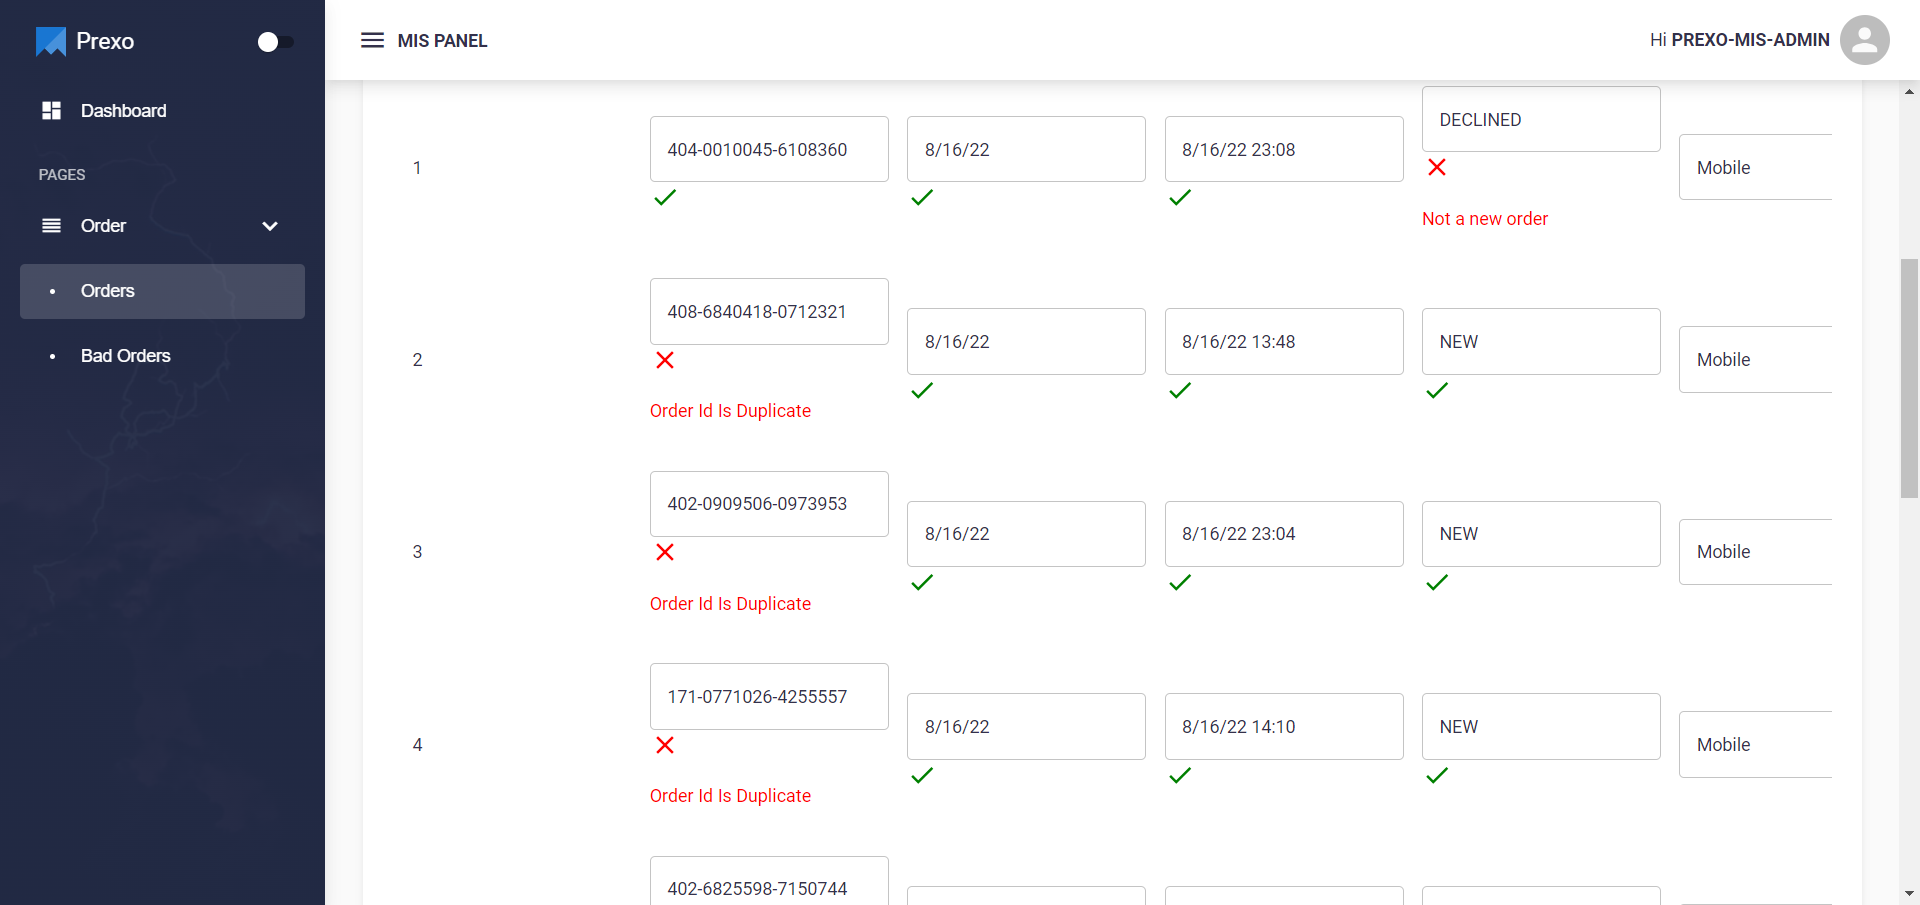 Prexo
MIS PANEL
Hi PREXO-MIS-ADMIN
Dashboard
PAGES
Order
Orders
Bad Orders
1
404-0010045-6108360
8/16/22
8/16/22 23:08
DECLINED
Not a new order
Mobile
2
408-6840418-0712321
Order Id Is Duplicate
8/16/22
8/16/22 13:48
NEW
Mobile
3
402-0909506-0973953
Order Id Is Duplicate
8/16/22
8/16/22 23:04
NEW
Mobile
4
171-0771026-4255557
Order Id Is Duplicate
8/16/22
8/16/22 14:10
NEW
Mobile
402-6825598-7150744